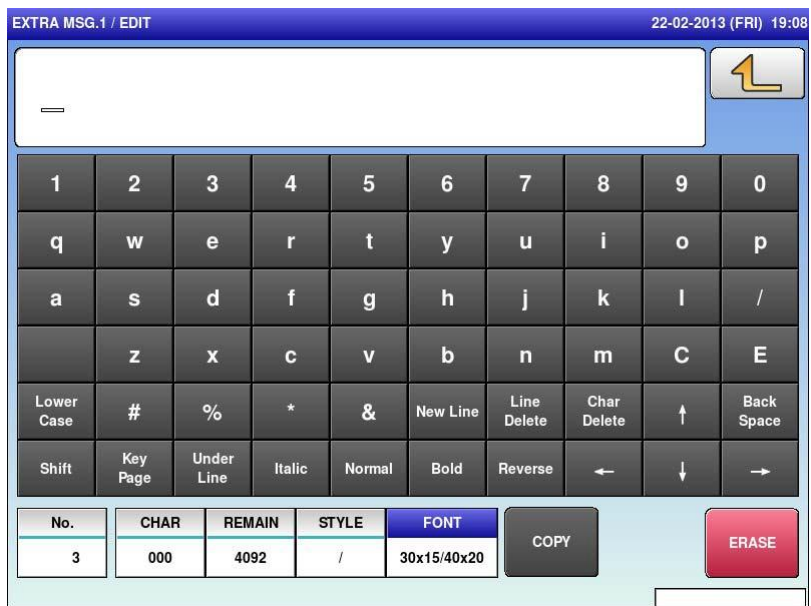 EXTRA MSG.1 / EDIT 22-02-2013 (FRI) 19:08
1 2 3 4 5 6 7 8 9 0
q w e r t y u i o p
a s d f g h j k l /
z x c v b n m C E
Lower Case # % * & New Line Line Delete Char Delete ↑ Back Space
Shift Key Page Under Line Italic Normal Bold Reverse ← ↓ →
No. CHAR REMAIN STYLE FONT COPY ERASE
3 000 4092 / 30x15/40x20